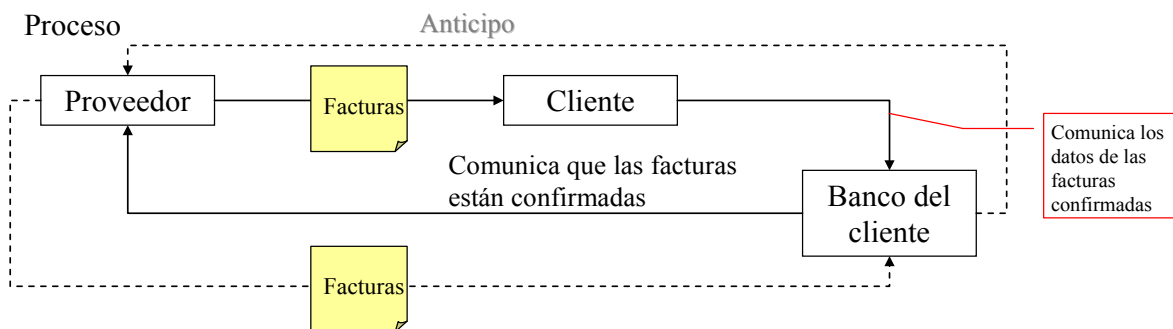 Proceso
Anticipo
Proveedor
Facturas
Cliente
Comunica los
datos de las
facturas
confirmadas
Comunica que las facturas
están confirmadas
Banco del
cliente
Facturas